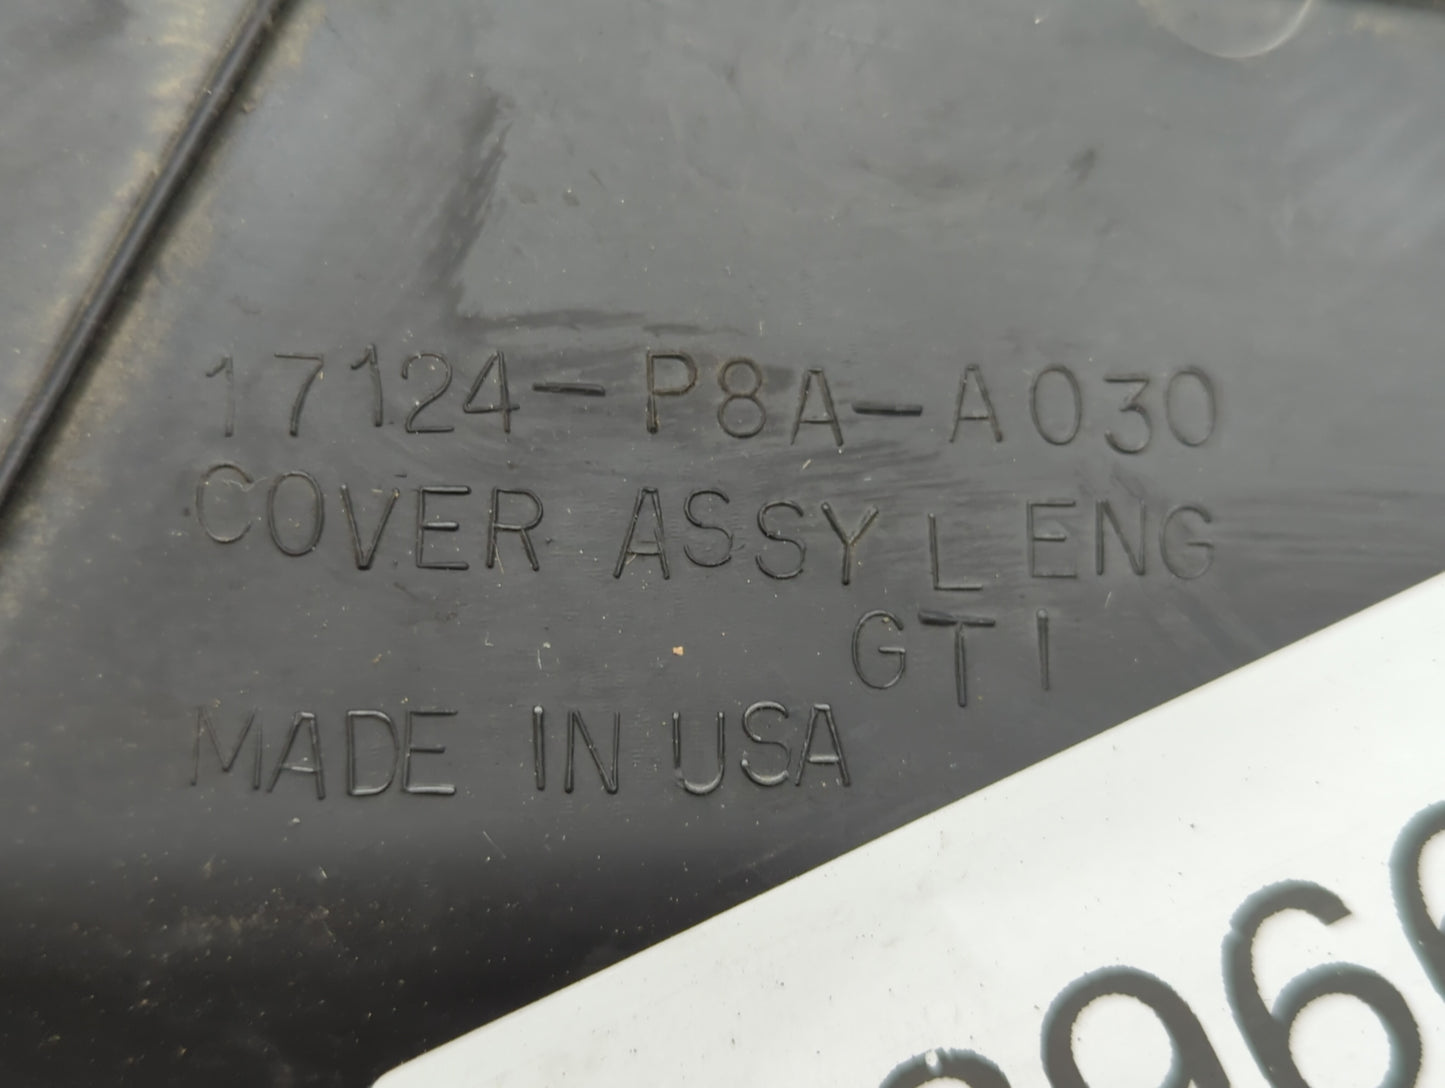 17124-P8A-A030
COVER ASSY L ENG
GTI
MADE IN USA